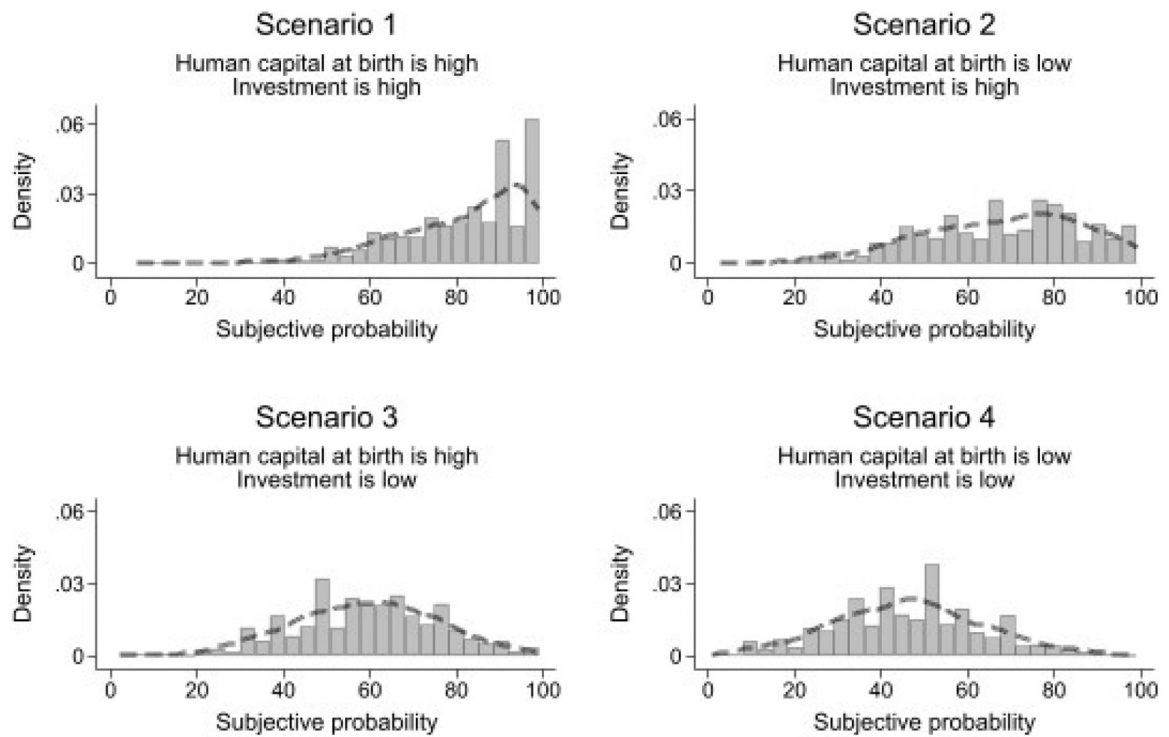 Scenario 1
Human capital at birth is high
Investment is high
.06
.03
0
Density
0 20 40 60 80 100
Subjective probability
Scenario 2
Human capital at birth is low
Investment is high
.06
.03
0
Density
0 20 40 60 80 100
Subjective probability
Scenario 3
Human capital at birth is high
Investment is low
.06
.03
0
Density
0 20 40 60 80 100
Subjective probability
Scenario 4
Human capital at birth is low
Investment is low
.06
.03
0
Density
0 20 40 60 80 100
Subjective probability